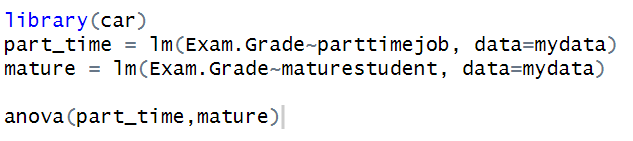 library(car)
part_time = lm(Exam.Grade~parttimejob, data=mydata)
mature = lm(Exam.Grade~maturestudent, data=mydata)
anova(part_time,mature)